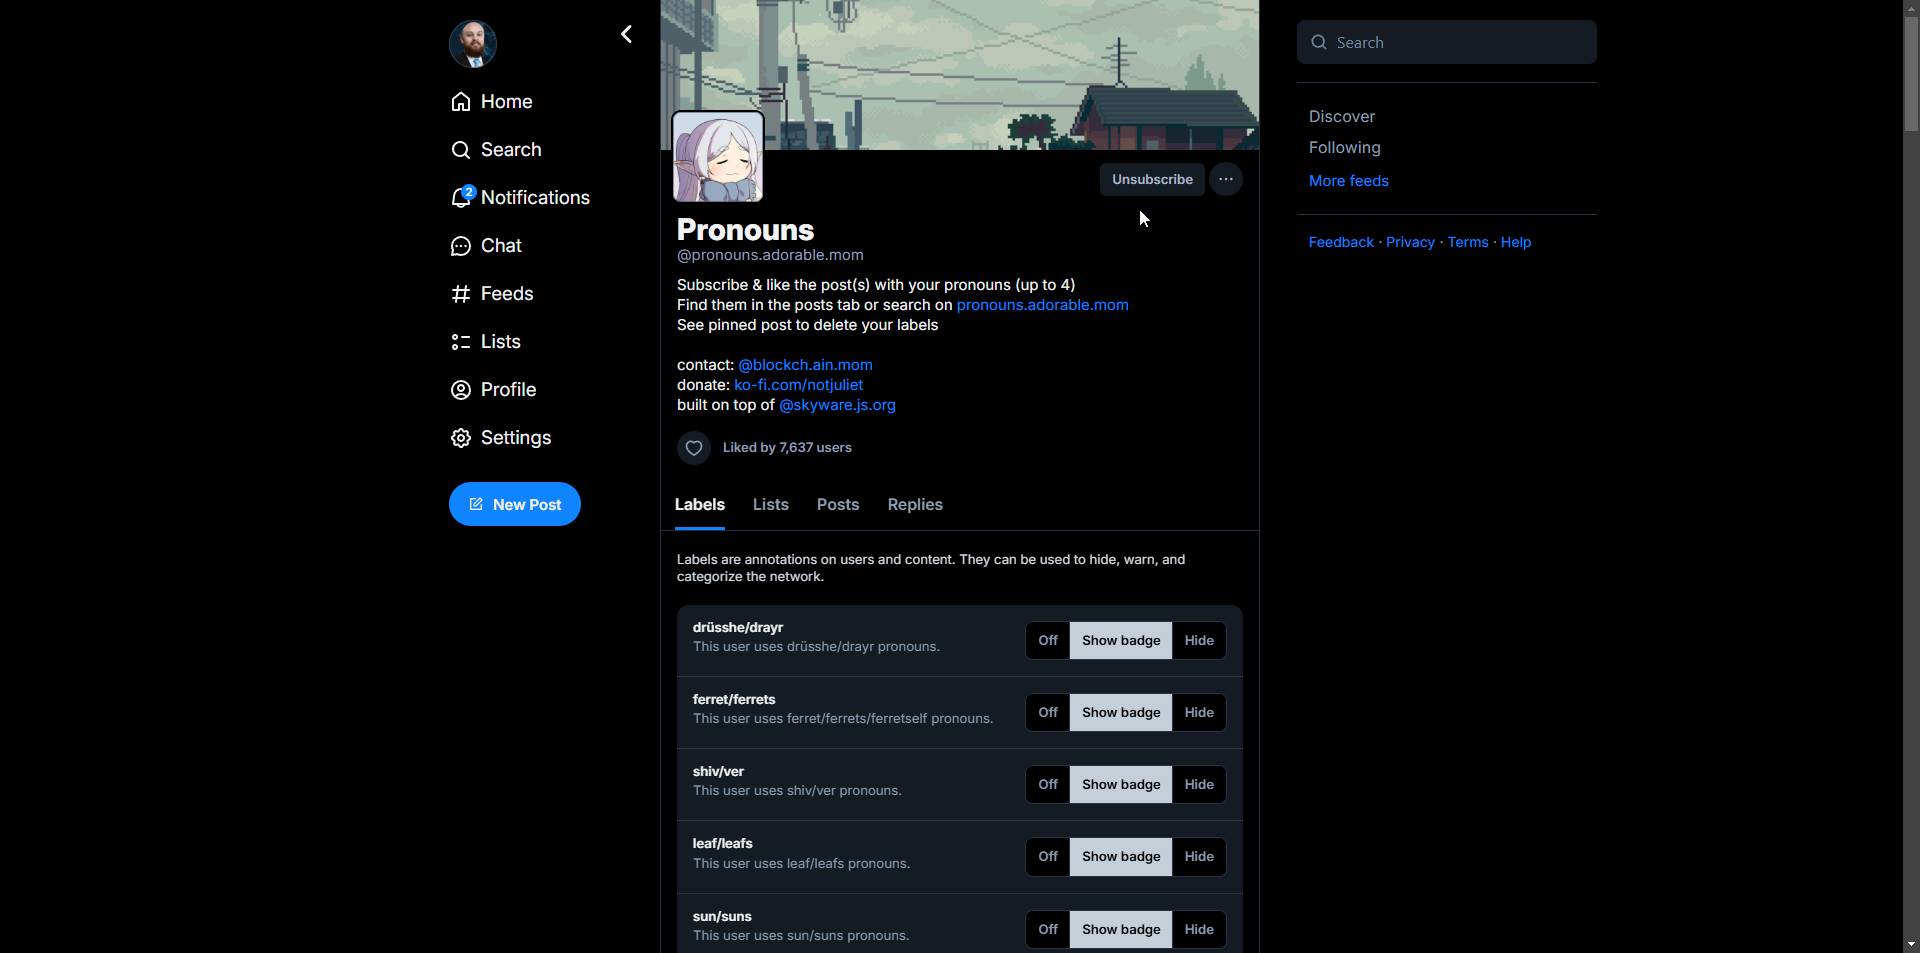 Home
Search
2
Notifications
Chat
Feeds
Lists
Profile
Settings
New Post
Unsubscribe
Pronouns
@pronouns.adorable.mom
Subscribe & like the post(s) with your pronouns (up to 4)
Find them in the posts tab or search on pronouns.adorable.mom
See pinned post to delete your labels
contact: @blockch.ain.mom
donate: ko-fi.com/notjuliet
built on top of @skyware.js.org
Liked by 7,637 users
Labels Lists Posts Replies
Labels are annotations on users and content. They can be used to hide, warn, and
categorize the network.
drüsshe/drayr
This user uses drüsshe/drayr pronouns.
Off Show badge Hide
ferret/ferrets
This user uses ferret/ferrets/ferretself pronouns.
Off Show badge Hide
shiv/ver
This user uses shiv/ver pronouns.
Off Show badge Hide
leaf/leafs
This user uses leaf/leafs pronouns.
Off Show badge Hide
sun/suns
This user uses sun/suns pronouns.
Off Show badge Hide
Search
Discover
Following
More feeds
Feedback · Privacy · Terms · Help